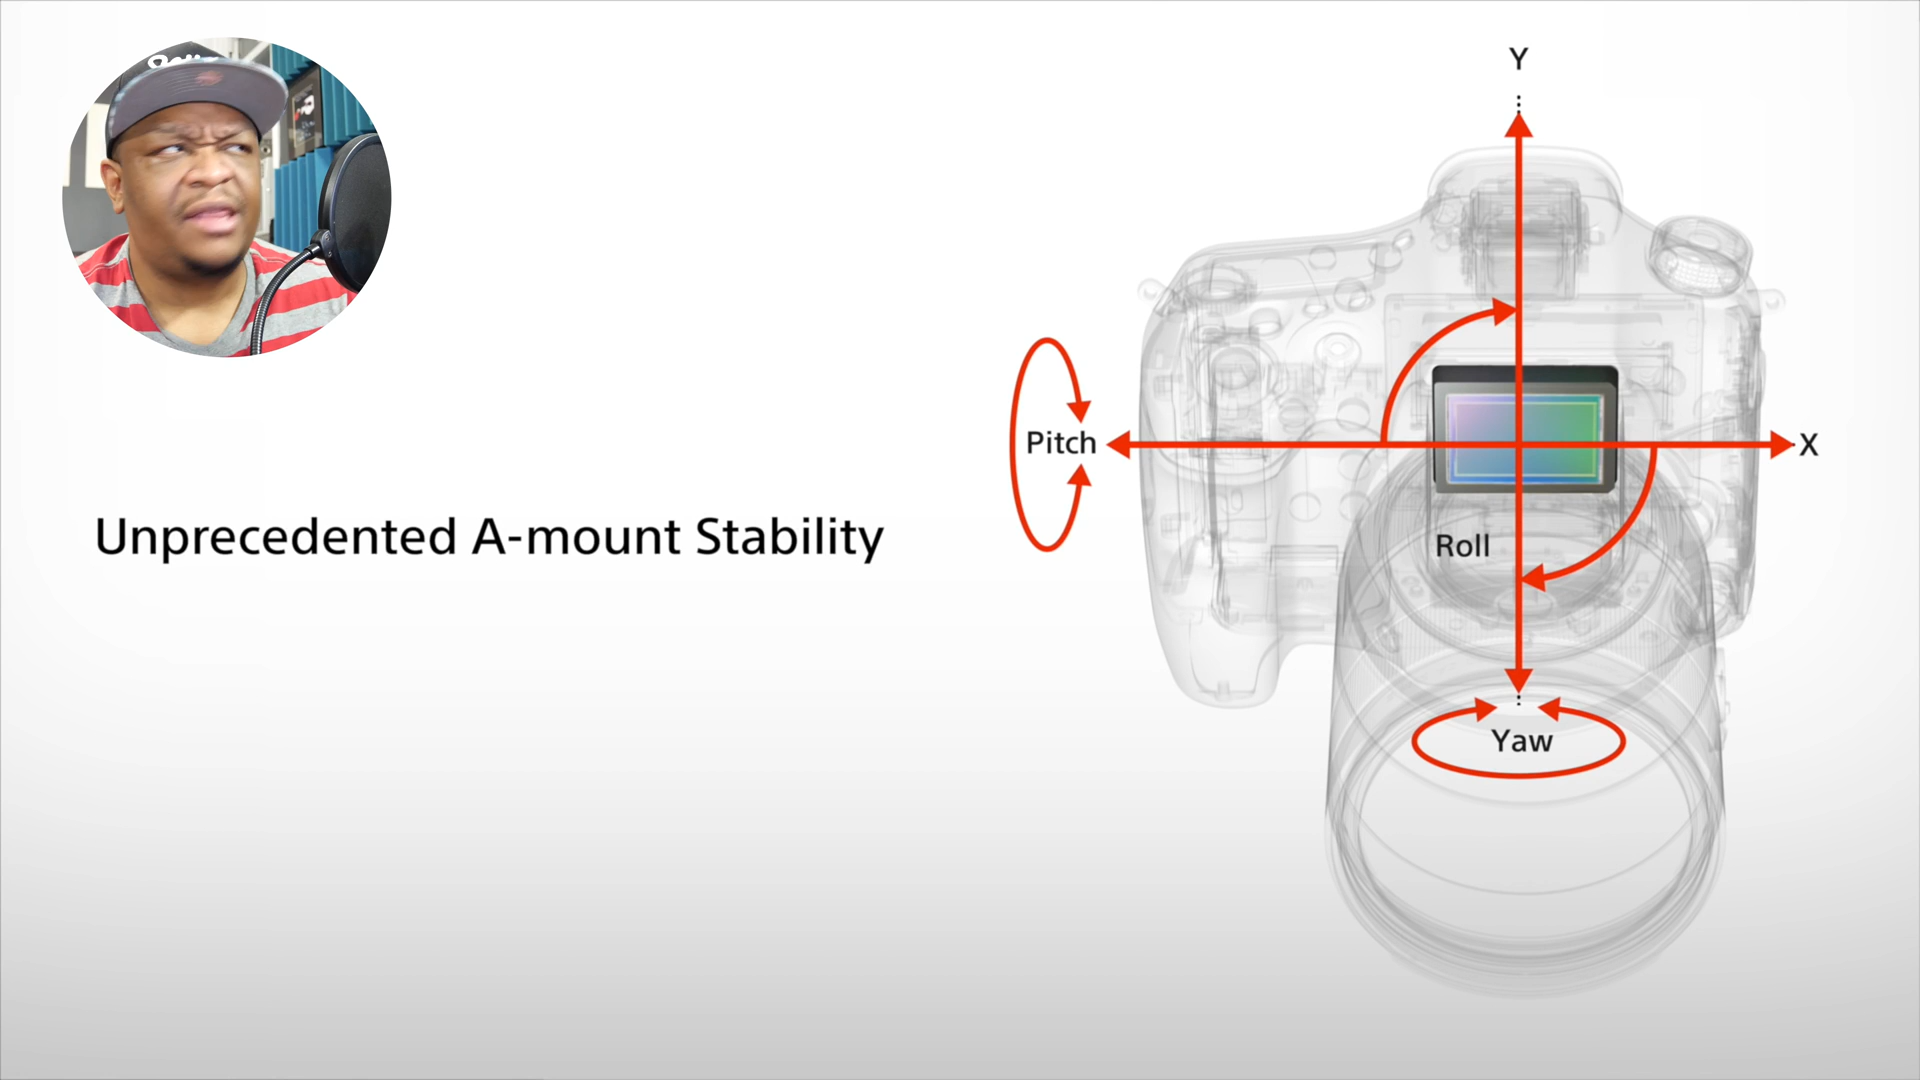 Y
Pitch
X
Unprecedented A-mount Stability
Roll
Yaw